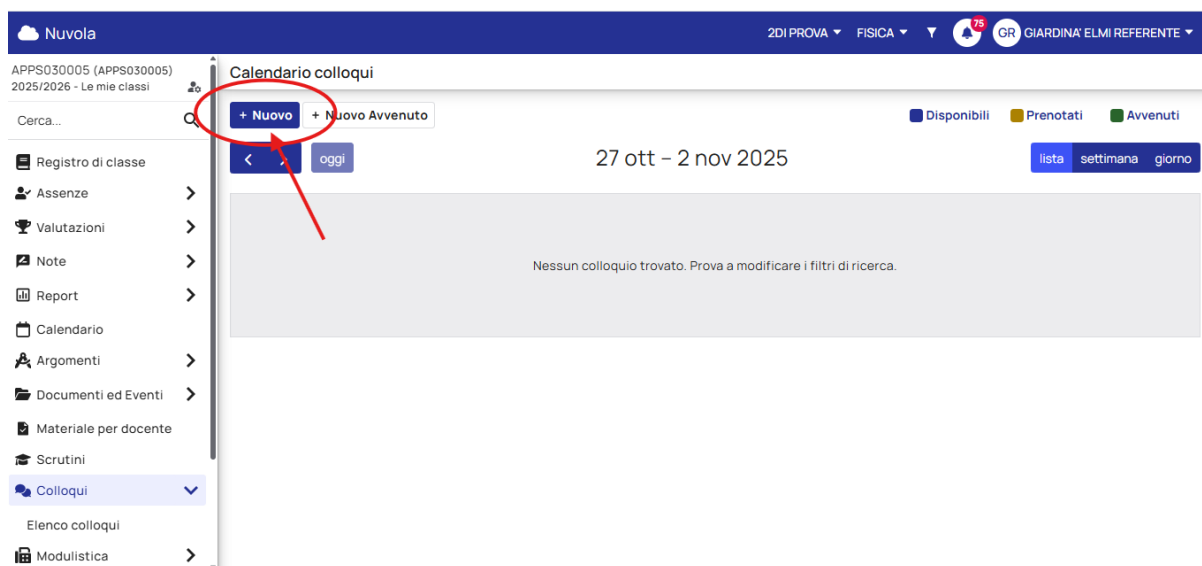 Nuvola
2DI PROVA
FISICA
75
GR
GIARDINA' ELMI REFERENTE
APPS030005 (APPS030005)
2025/2026 - Le mie classi
Cerca...
Registro di classe
Assenze
Valutazioni
Note
Report
Calendario
Argomenti
Documenti ed Eventi
Materiale per docente
Scrutini
Colloqui
Elenco colloqui
Modulistica
Calendario colloqui
+ Nuovo
+ Nuovo Avvenuto
Disponibili
Prenotati
Avvenuti
< >
oggi
27 ott – 2 nov 2025
lista
settimana
giorno
Nessun colloquio trovato. Prova a modificare i filtri di ricerca.